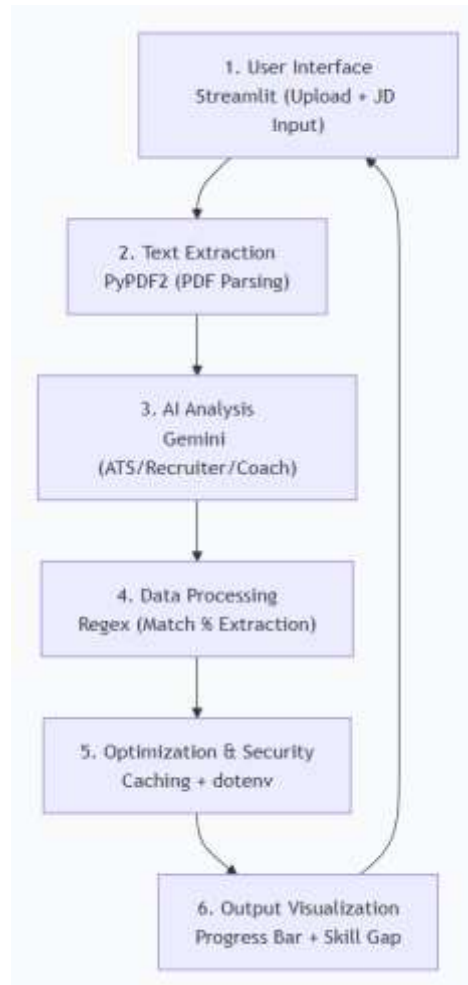 1. User Interface
Streamlit (Upload + JD
Input)
2. Text Extraction
PyPDF2 (PDF Parsing)
3. AI Analysis
Gemini
(ATS/Recruiter/Coach)
4. Data Processing
Regex (Match % Extraction)
5. Optimization & Security
Caching + dotenv
6. Output Visualization
Progress Bar + Skill Gap